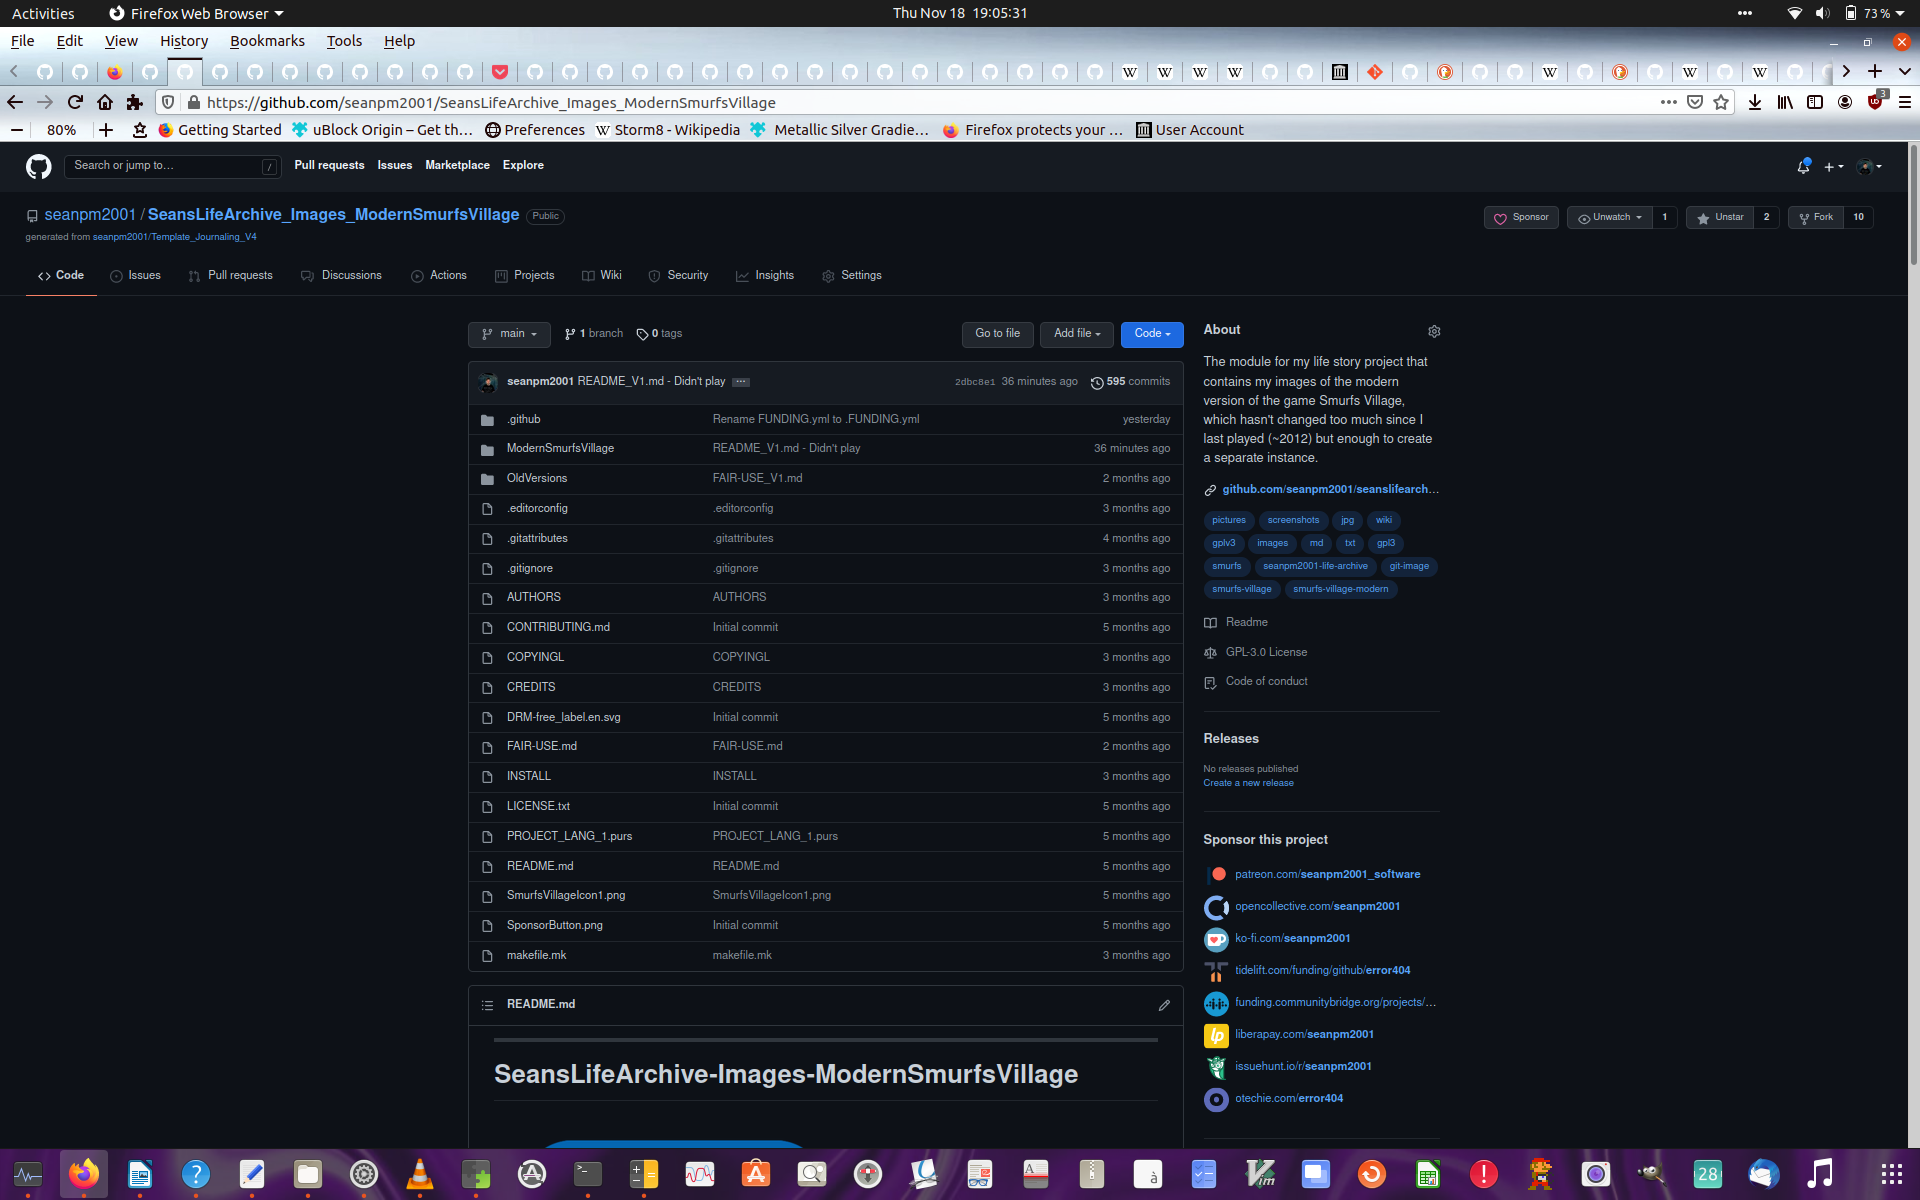 Activities Firefox Web Browser Thu Nov 18 19:05:31 73 %
File Edit View History Bookmarks Tools Help
https://github.com/seanpm2001/SeansLifeArchive_Images_ModernSmurfsVillage 3
80% Getting Started uBlock Origin – Get th… Preferences Storm8 - Wikipedia Metallic Silver Gradie… Firefox protects your … User Account
Search or jump to… / Pull requests Issues Marketplace Explore
seanpm2001 / SeansLifeArchive_Images_ModernSmurfsVillage Public Sponsor Unwatch 1 Unstar 2 Fork 10
generated from seanpm2001/Template_Journaling_V4
Code Issues Pull requests Discussions Actions Projects Wiki Security Insights Settings
main 1 branch 0 tags Go to file Add file Code
seanpm2001 README_V1.md - Didn't play ... 2dbc8e1 36 minutes ago 595 commits
.github Rename FUNDING.yml to .FUNDING.yml yesterday
ModernSmurfsVillage README_V1.md - Didn't play 36 minutes ago
OldVersions FAIR-USE_V1.md 2 months ago
.editorconfig .editorconfig 3 months ago
.gitattributes .gitattributes 4 months ago
.gitignore .gitignore 3 months ago
AUTHORS AUTHORS 3 months ago
CONTRIBUTING.md Initial commit 5 months ago
COPYINGL COPYINGL 3 months ago
CREDITS CREDITS 3 months ago
DRM-free_label.en.svg Initial commit 5 months ago
FAIR-USE.md FAIR-USE.md 2 months ago
INSTALL INSTALL 3 months ago
LICENSE.txt Initial commit 5 months ago
PROJECT_LANG_1.purs PROJECT_LANG_1.purs 5 months ago
README.md README.md 5 months ago
SmurfsVillageIcon1.png SmurfsVillageIcon1.png 5 months ago
SponsorButton.png Initial commit 5 months ago
makefile.mk makefile.mk 3 months ago
README.md
SeansLifeArchive-Images-ModernSmurfsVillage
About
The module for my life story project that
contains my images of the modern
version of the game Smurfs Village,
which hasn't changed too much since I
last played (~2012) but enough to create
a separate instance.
github.com/seanpm2001/seanslifearch…
pictures screenshots jpg wiki
gplv3 images md txt gpl3
smurfs seanpm2001-life-archive git-image
smurfs-village smurfs-village-modern
Readme
GPL-3.0 License
Code of conduct
Releases
No releases published
Create a new release
Sponsor this project
patreon.com/seanpm2001_software
opencollective.com/seanpm2001
ko-fi.com/seanpm2001
tidelift.com/funding/github/error404
funding.communitybridge.org/projects/…
liberapay.com/seanpm2001
issuehunt.io/r/seanpm2001
otechie.com/error404
28